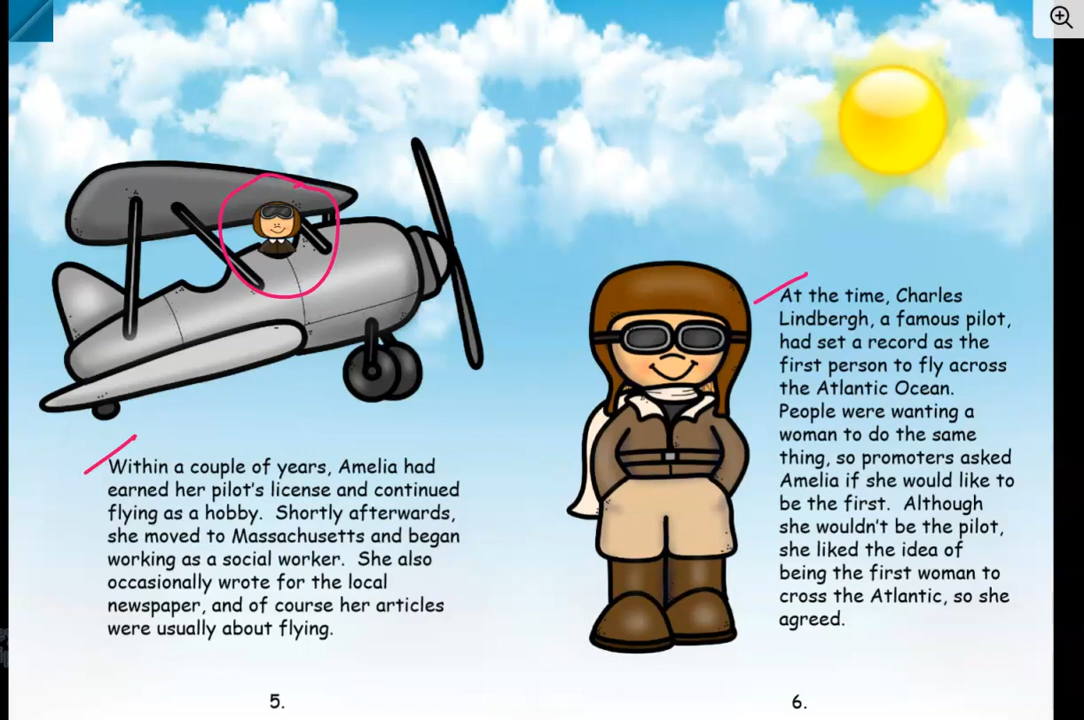 Within a couple of years, Amelia had
earned her pilot's license and continued
flying as a hobby.  Shortly afterwards,
she moved to Massachusetts and began
working as a social worker.  She also
occasionally wrote for the local
newspaper, and of course her articles
were usually about flying.
5.
At the time, Charles
Lindbergh, a famous pilot,
had set a record as the
first person to fly across
the Atlantic Ocean.
People were wanting a
woman to do the same
thing, so promoters asked
Amelia if she would like to
be the first.  Although
she wouldn't be the pilot,
she liked the idea of
being the first woman to
cross the Atlantic, so she
agreed.
6.